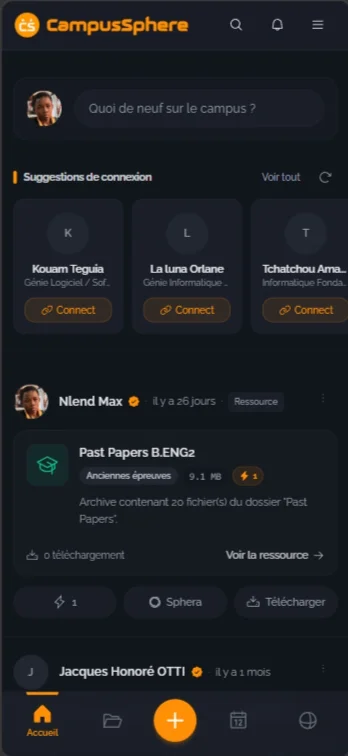 CS CampusSphere
Quoi de neuf sur le campus ?
Suggestions de connexion Voir tout
K L T
Kouam Teguia La luna Orlane Tchatchou Ama...
Génie Logiciel / Sof... Génie Informatique ... Informatique Fonda...
Connect Connect Connect
Nlend Max · il y a 26 jours · Ressource
Past Papers B.ENG2
Anciennes épreuves 9.1 MB 1
Archive contenant 20 fichier(s) du dossier "Past
Papers".
0 téléchargement Voir la ressource →
1 Sphera Télécharger
J Jacques Honoré OTTI · il y a 1 mois
Accueil 12